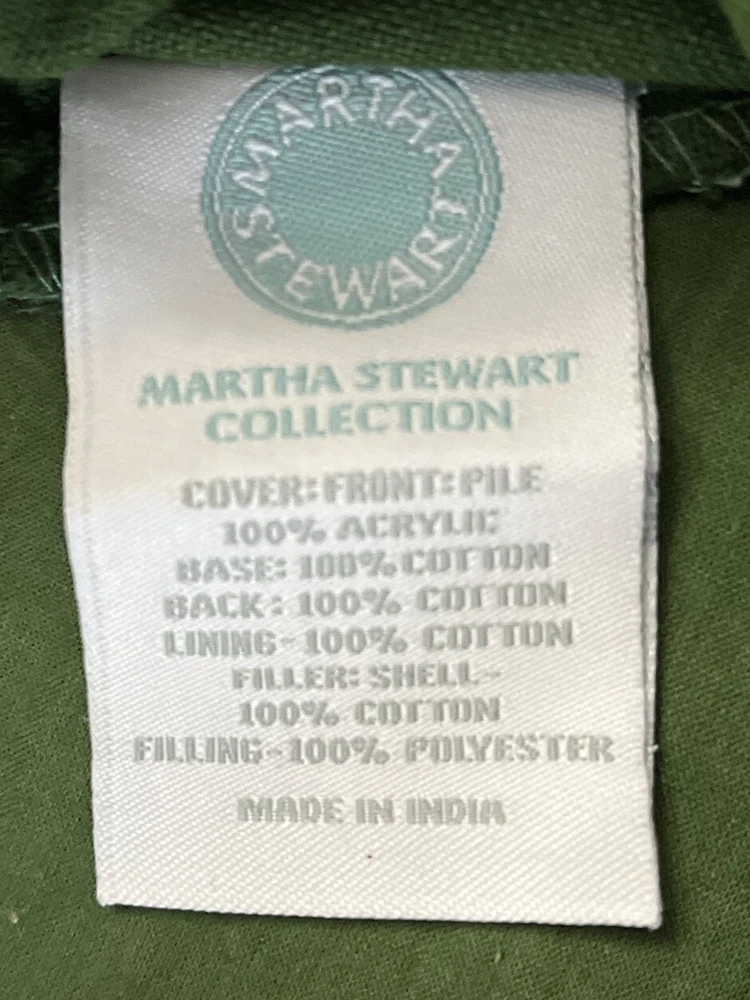 MARTHA
STEWART
MARTHA STEWART
COLLECTION
COVER:FRONT:PILE
100% ACRYLIC
BASE: 100% COTTON
BACK: 100% COTTON
LINING-100% COTTON
FILLER: SHELL-
100% COTTON
FILLING-100% POLYESTER
MADE IN INDIA